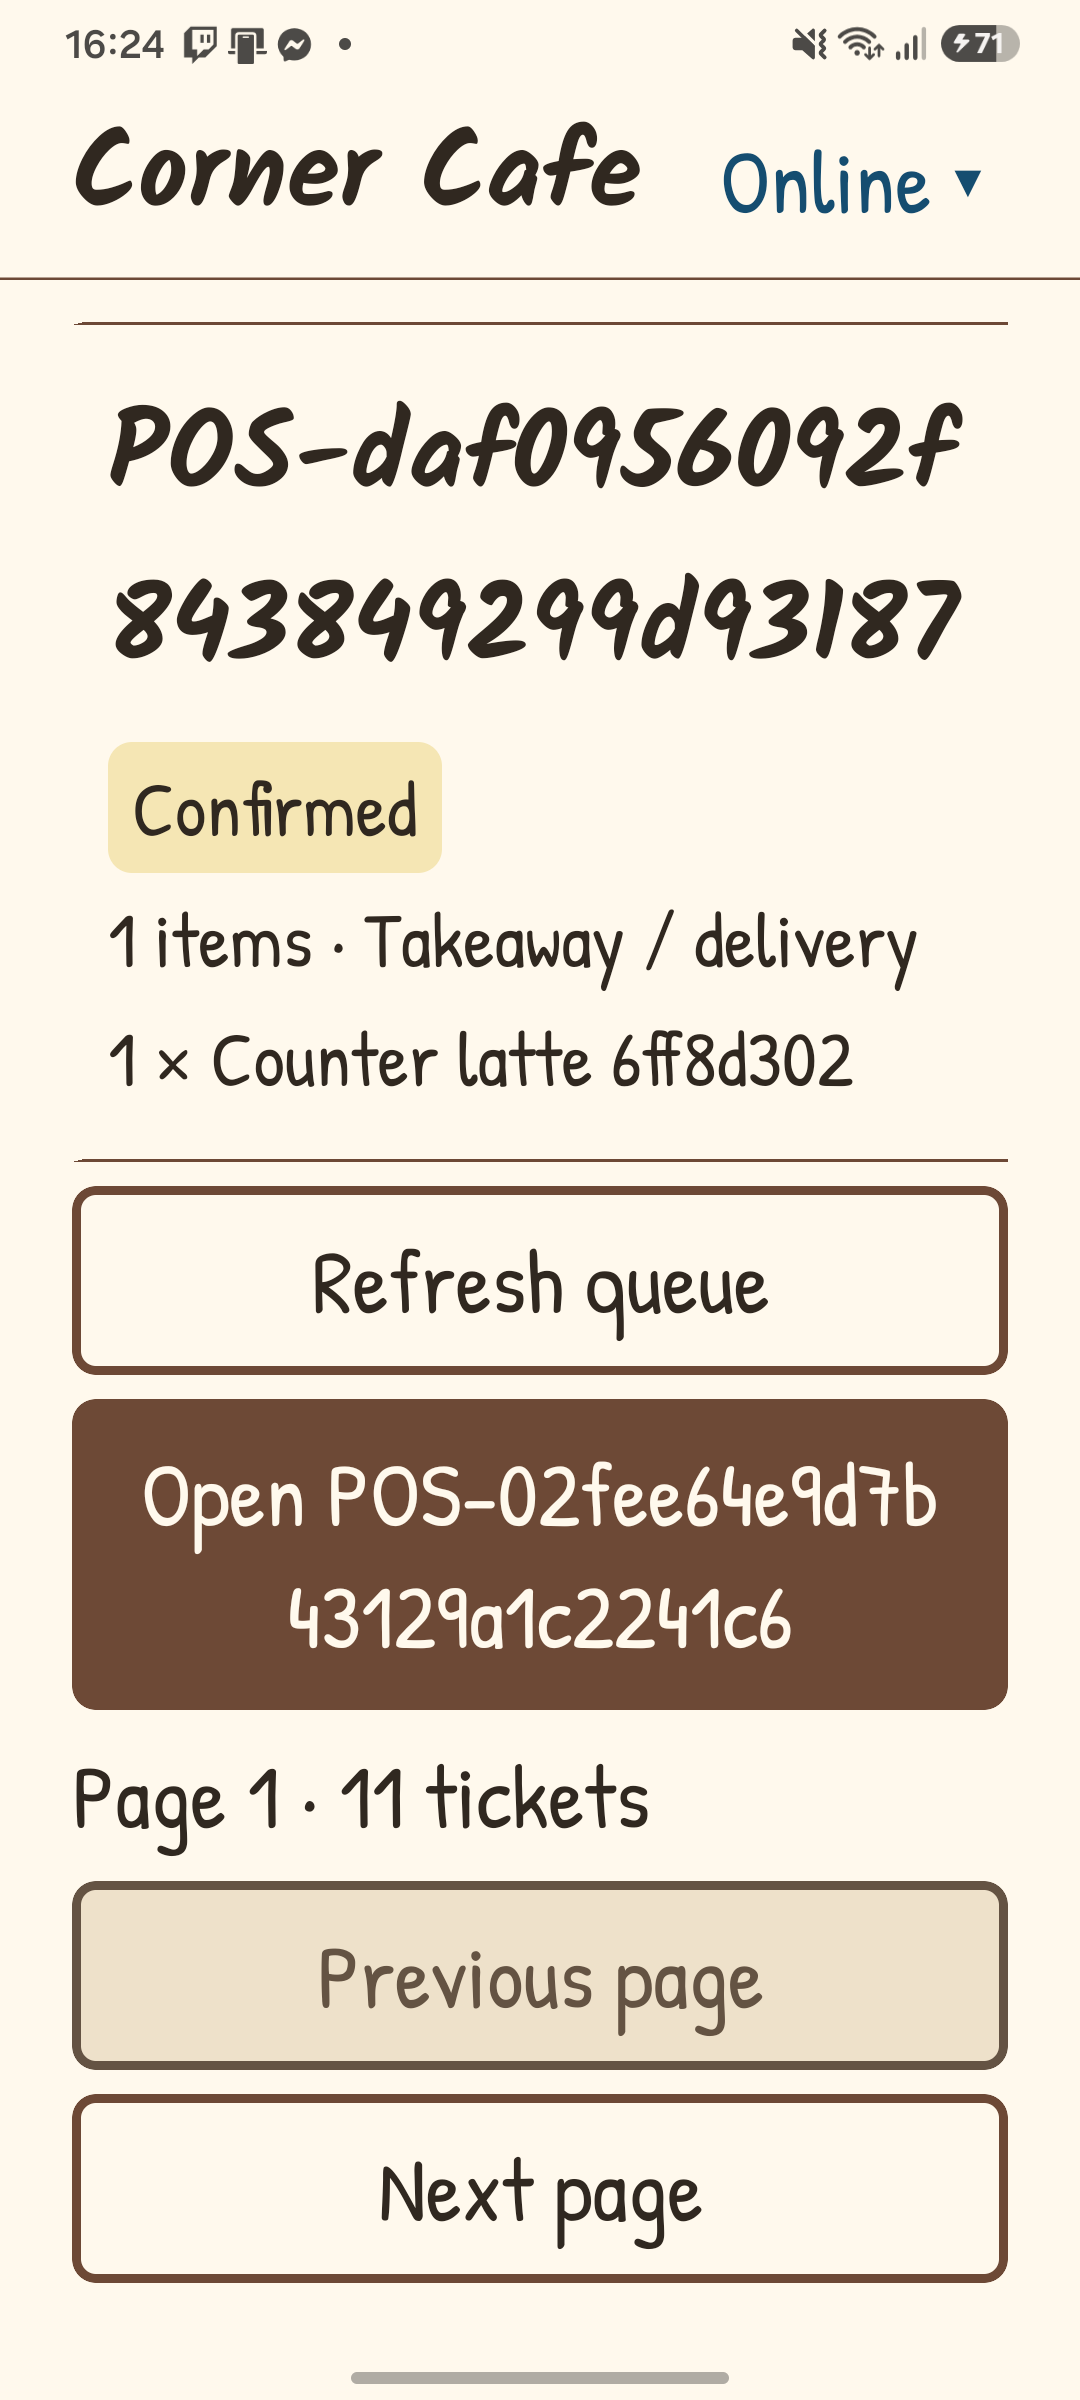 16:24
71
Corner Cafe
Online ▼
POS-daf0956092f
843849299d93187
Confirmed
1 items · Takeaway / delivery
1 × Counter latte 6ff8d302
Refresh queue
Open POS-02fee64e9d7b
43129a1c2241c6
Page 1 · 11 tickets
Previous page
Next page